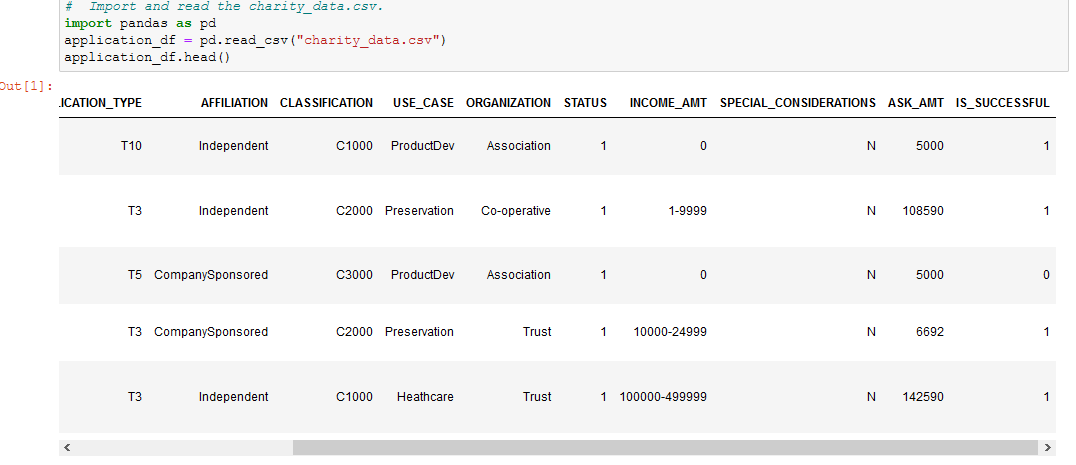 # Import and read the charity_data.csv.
import pandas as pd
application_df = pd.read_csv("charity_data.csv")
application_df.head()
Out[1]:
LICATION_TYPE AFFILIATION CLASSIFICATION USE_CASE ORGANIZATION STATUS INCOME_AMT SPECIAL_CONSIDERATIONS ASK_AMT IS_SUCCESSFUL
T10 Independent C1000 ProductDev Association 1 0 N 5000 1
T3 Independent C2000 Preservation Co-operative 1 1-9999 N 108590 1
T5 CompanySponsored C3000 ProductDev Association 1 0 N 5000 0
T3 CompanySponsored C2000 Preservation Trust 1 10000-24999 N 6692 1
T3 Independent C1000 Heathcare Trust 1 100000-499999 N 142590 1